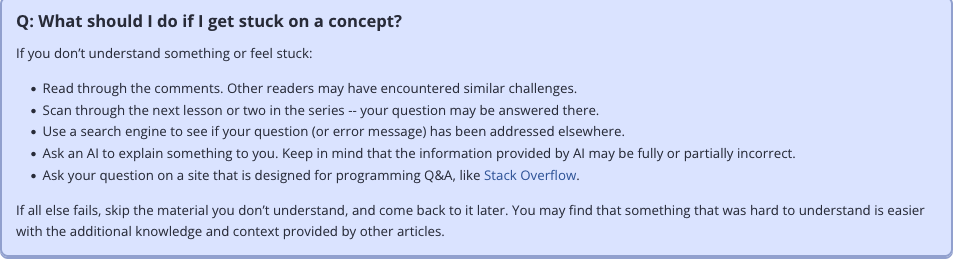 Q: What should I do if I get stuck on a concept?
If you don’t understand something or feel stuck:
• Read through the comments. Other readers may have encountered similar challenges.
• Scan through the next lesson or two in the series -- your question may be answered there.
• Use a search engine to see if your question (or error message) has been addressed elsewhere.
• Ask an AI to explain something to you. Keep in mind that the information provided by AI may be fully or partially incorrect.
• Ask your question on a site that is designed for programming Q&A, like Stack Overflow.
If all else fails, skip the material you don’t understand, and come back to it later. You may find that something that was hard to understand is easier
with the additional knowledge and context provided by other articles.